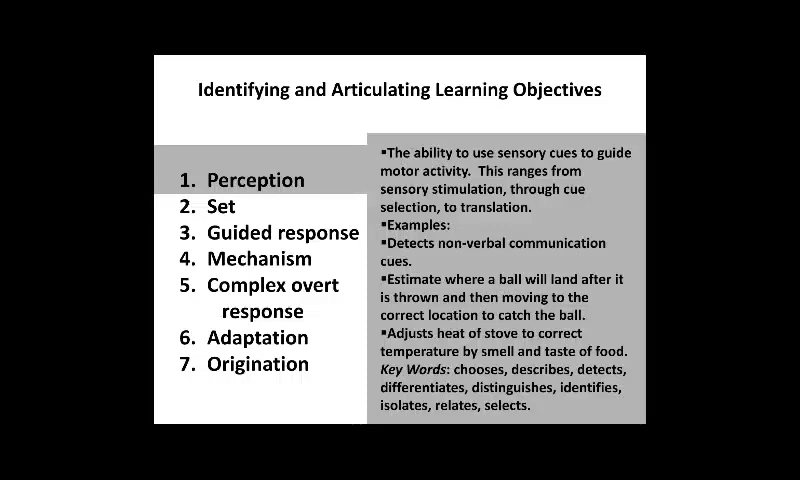 Identifying and Articulating Learning Objectives
1. Perception
2. Set
3. Guided response
4. Mechanism
5. Complex overt
response
6. Adaptation
7. Origination
▪The ability to use sensory cues to guide
motor activity. This ranges from
sensory stimulation, through cue
selection, to translation.
▪Examples:
▪Detects non-verbal communication
cues.
▪Estimate where a ball will land after it
is thrown and then moving to the
correct location to catch the ball.
▪Adjusts heat of stove to correct
temperature by smell and taste of food.
Key Words: chooses, describes, detects,
differentiates, distinguishes, identifies,
isolates, relates, selects.